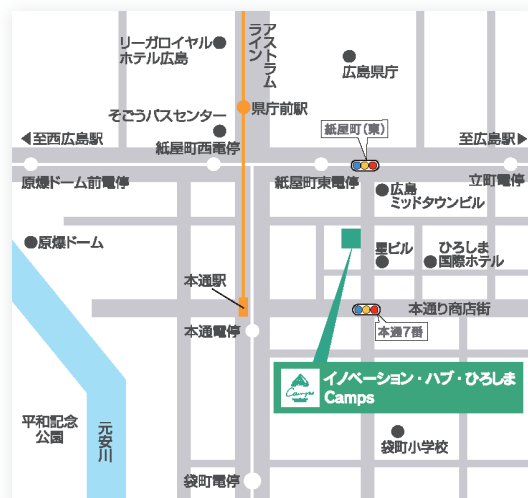 リーガロイヤル
ホテル広島
アストラム
ライン
広島県庁
そごうバスセンター
県庁前駅
紙屋町(東)
至西広島駅
紙屋町西電停
至広島駅
原爆ドーム前電停
紙屋町東電停
立町電停
広島
ミッドタウンビル
原爆ドーム
星ビル
ひろしま
国際ホテル
本通駅
本通り商店街
本通電停
本通7番
イノベーション・ハブ・ひろしま
Camps
Camps
平和記念
公園
元安川
袋町小学校
袋町電停